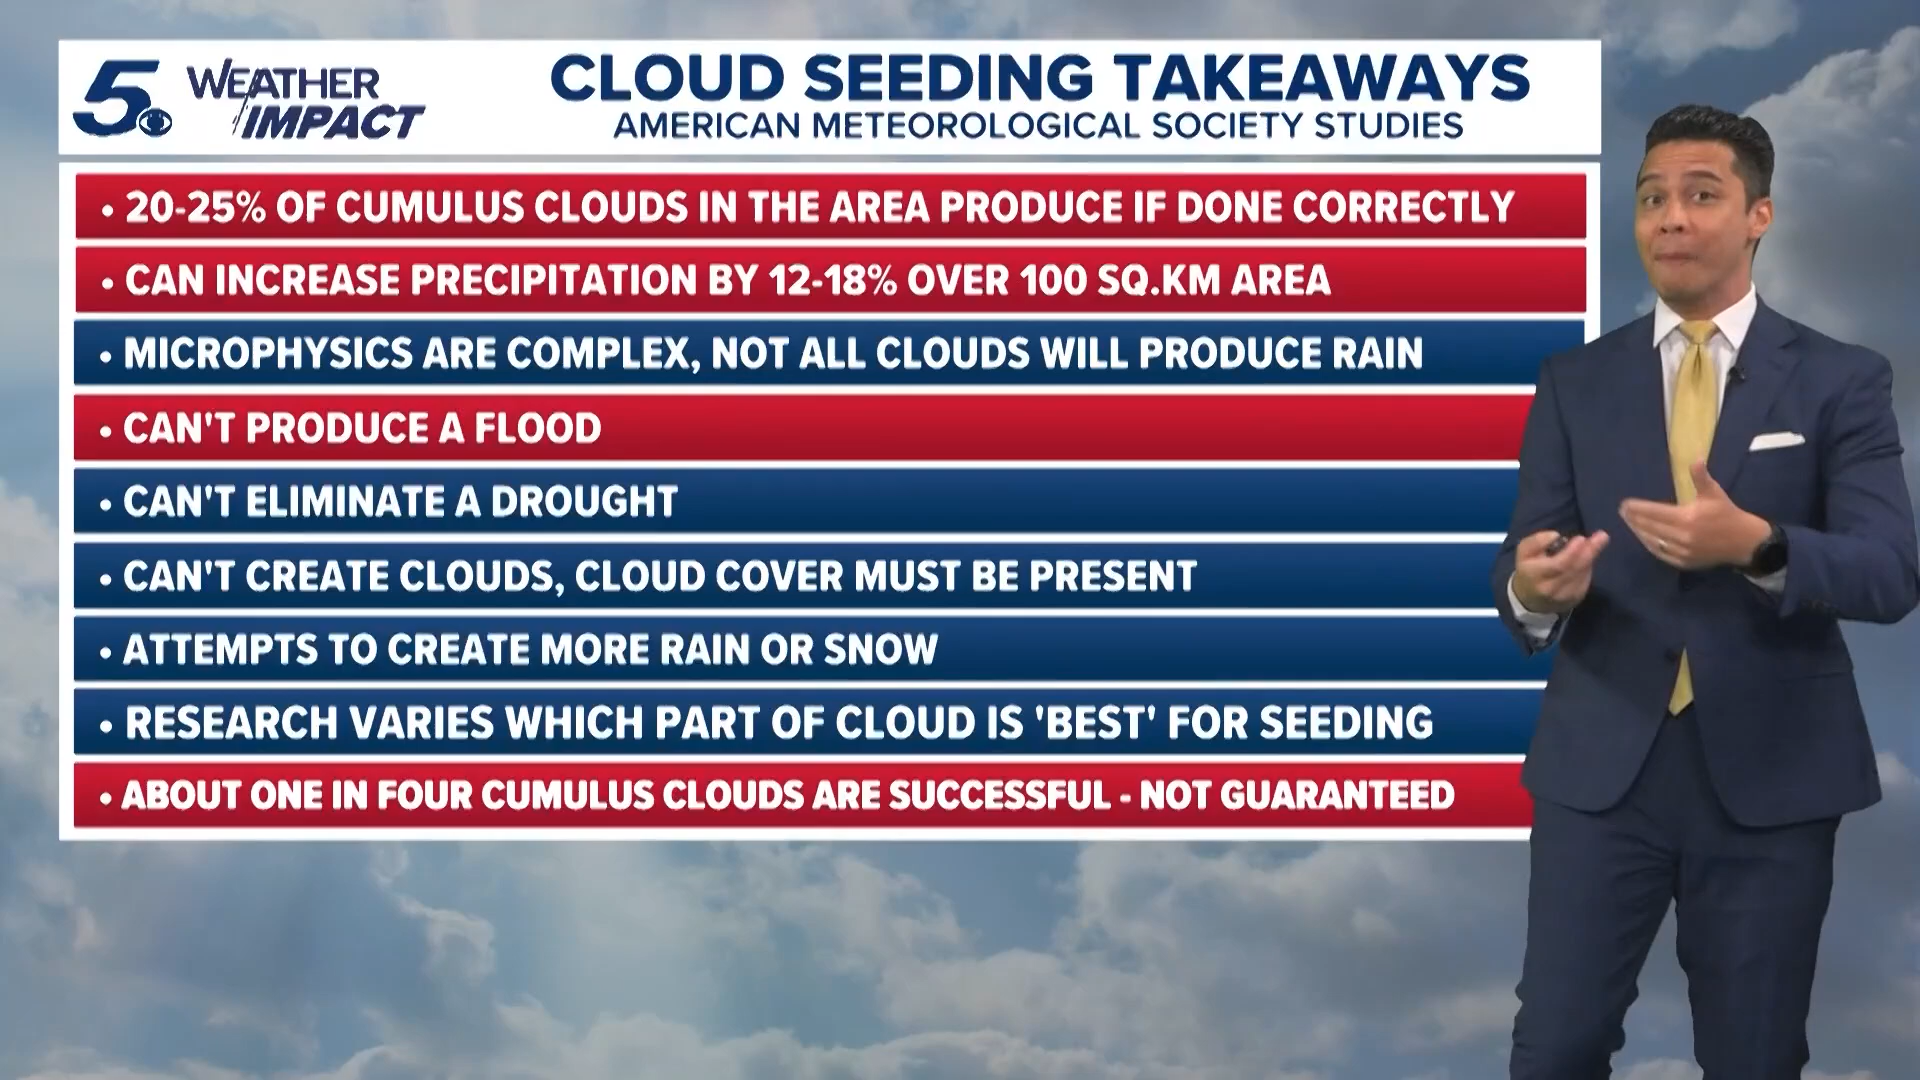 5 WEATHER IMPACT
CLOUD SEEDING TAKEAWAYS
AMERICAN METEOROLOGICAL SOCIETY STUDIES
• 20-25% OF CUMULUS CLOUDS IN THE AREA PRODUCE IF DONE CORRECTLY
• CAN INCREASE PRECIPITATION BY 12-18% OVER 100 SQ.KM AREA
• MICROPHYSICS ARE COMPLEX, NOT ALL CLOUDS WILL PRODUCE RAIN
• CAN'T PRODUCE A FLOOD
• CAN'T ELIMINATE A DROUGHT
• CAN'T CREATE CLOUDS, CLOUD COVER MUST BE PRESENT
• ATTEMPTS TO CREATE MORE RAIN OR SNOW
• RESEARCH VARIES WHICH PART OF CLOUD IS 'BEST' FOR SEEDING
• ABOUT ONE IN FOUR CUMULUS CLOUDS ARE SUCCESSFUL - NOT GUARANTEED